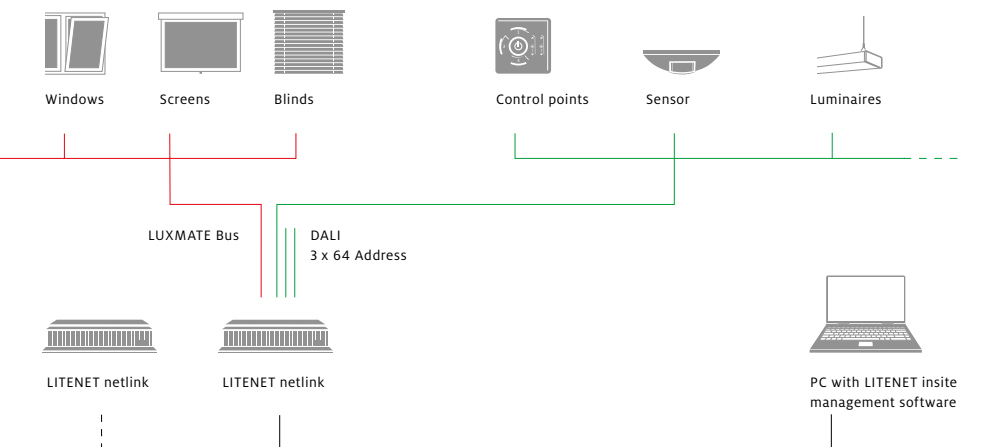 Windows
Screens
Blinds
Control points
Sensor
Luminaires
LUXMATE Bus
DALI
3 x 64 Address
LITENET netlink
LITENET netlink
PC with LITENET insite
management software